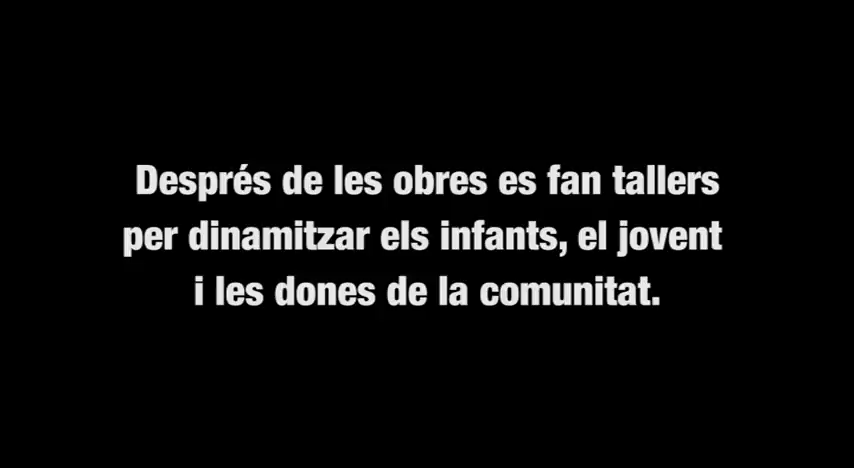 Després de les obres es fan tallers
per dinamitzar els infants, el jovent
i les dones de la comunitat.